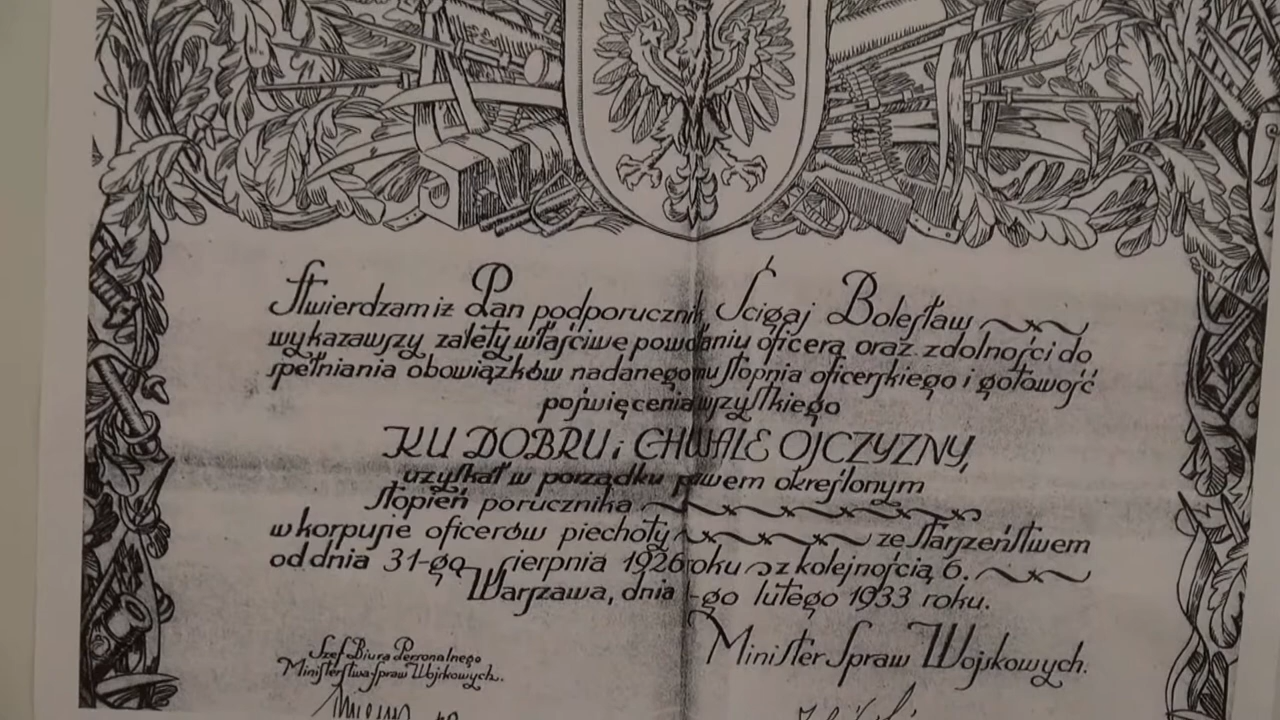 Stwierdzam iż Pan podporucznik Ścigaj Bolesław
wykazawszy zalety właściwe powołaniu oficera oraz zdolności do
spełniania obowiązków nadanego mu stopnia oficerskiego i gotowość
poświęcenia wszystkiego
KU DOBRU i CHWALE OJCZYZNY,
uzyskał w porządku prawem określonym
stopień porucznika
w korpusie oficerów piechoty ze starszeństwem
od dnia 31-go sierpnia 1926 roku z kolejnością 6.
Warszawa, dnia -go lutego 1933 roku.
Minister Spraw Wojskowych.
Szef Biura Personalnego
Ministerstwa Spraw Wojskowych.